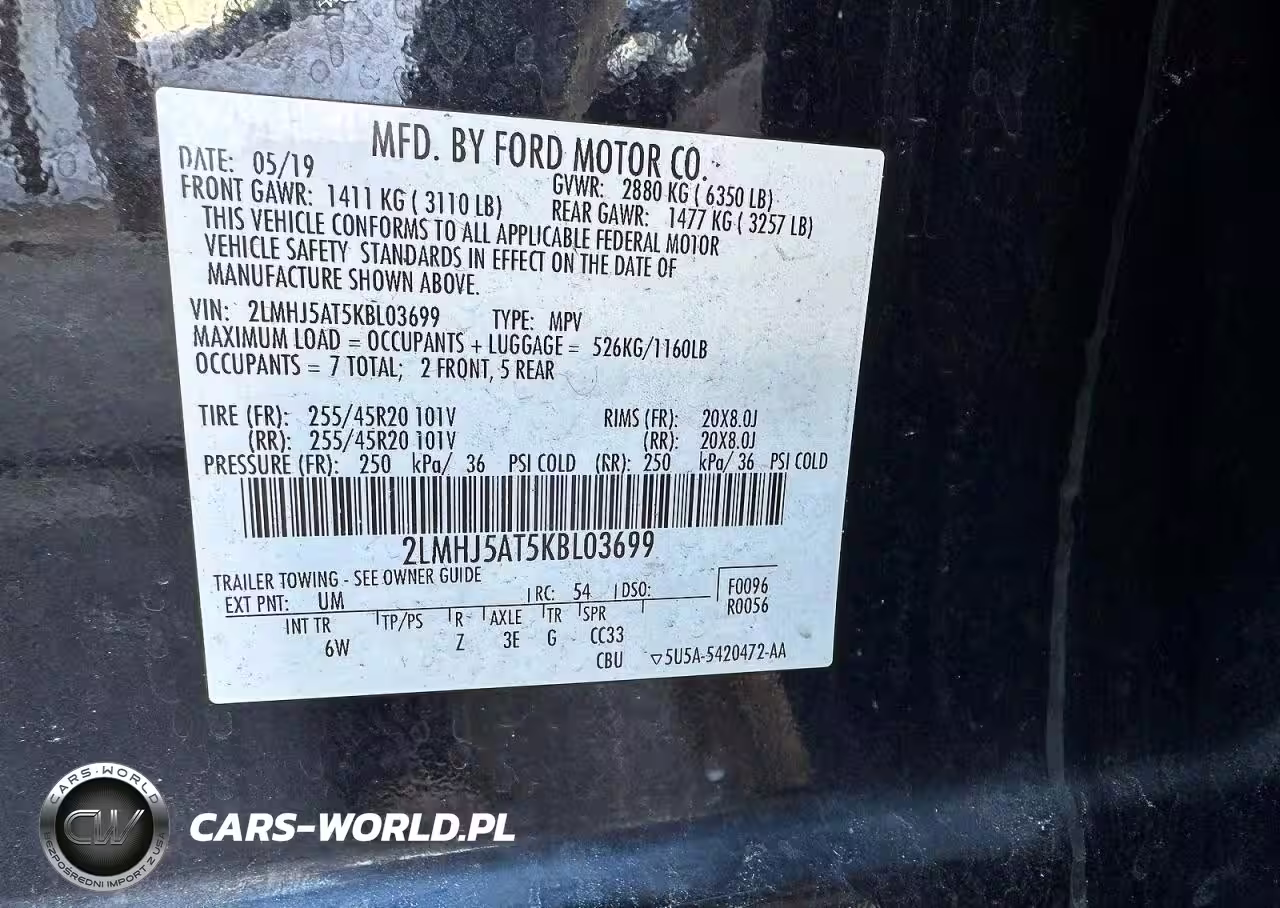 MFD. BY FORD MOTOR CO.
DATE: 05/19
GVWR: 2880 KG ( 6350 LB)
FRONT GAWR: 1411 KG ( 3110 LB)
REAR GAWR: 1477 KG ( 3257 LB)
THIS VEHICLE CONFORMS TO ALL APPLICABLE FEDERAL MOTOR
VEHICLE SAFETY STANDARDS IN EFFECT ON THE DATE OF
MANUFACTURE SHOWN ABOVE.
VIN: 2LMHJ5AT5KBL03699 TYPE: MPV
MAXIMUM LOAD = OCCUPANTS + LUGGAGE = 526KG/1160LB
OCCUPANTS = 7 TOTAL; 2 FRONT, 5 REAR
TIRE (FR): 255/45R20 101V RIMS (FR): 20X8.0J
(RR): 255/45R20 101V (RR): 20X8.0J
PRESSURE (FR): 250 kPa/ 36 PSI COLD (RR): 250 kPa/ 36 PSI COLD
2LMHJ5AT5KBL03699
TRAILER TOWING - SEE OWNER GUIDE
EXT PNT: UM RC: 54 DSO: F0096
R0056
INT TR TP/PS R AXLE TR SPR
6W Z 3E G CC33
CBU 5U5A-5420472-AA
CARS-WORLD
CW
BEZPOŚREDNI IMPORT Z USA
CARS-WORLD.PL